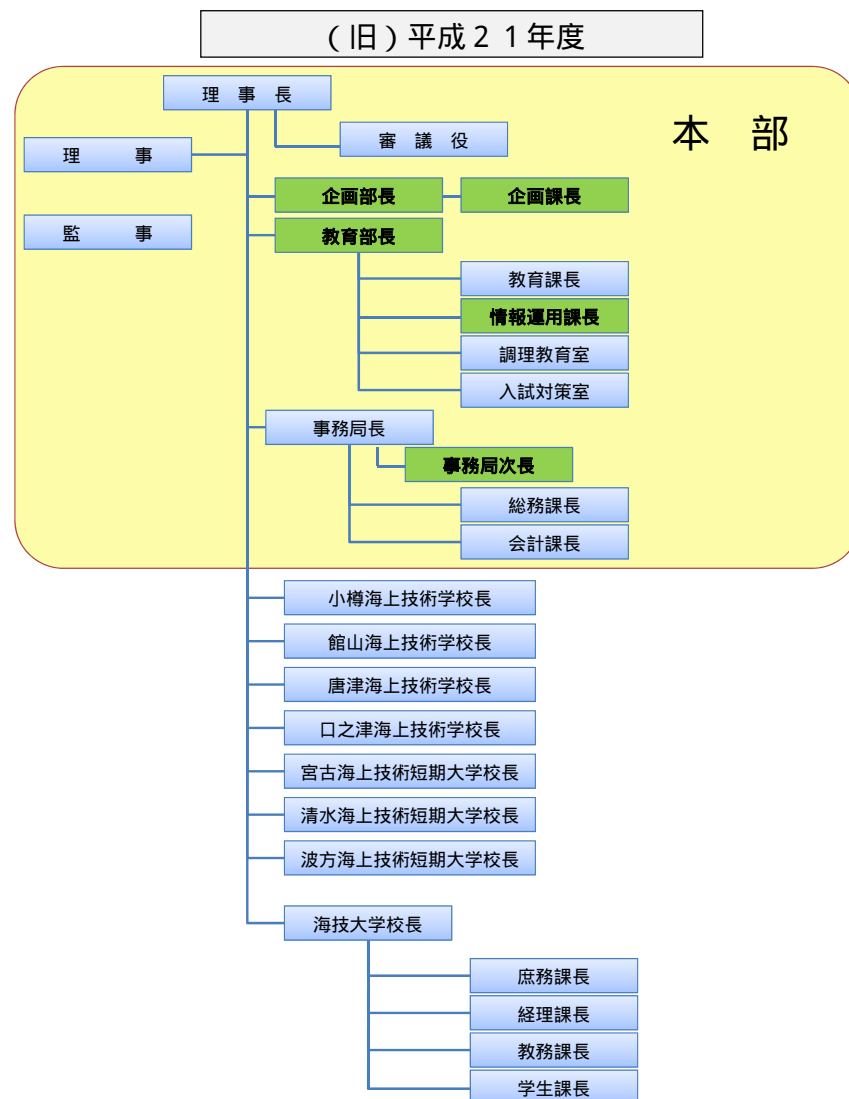 （旧）平成２１年度
本　部
理　事　長
審　議　役
理　　　事
企画部長
企画課長
監　　　事
教育部長
教育課長
情報運用課長
調理教育室
入試対策室
事務局長
事務局次長
総務課長
会計課長
小樽海上技術学校長
館山海上技術学校長
唐津海上技術学校長
口之津海上技術学校長
宮古海上技術短期大学校長
清水海上技術短期大学校長
波方海上技術短期大学校長
海技大学校長
庶務課長
経理課長
教務課長
学生課長